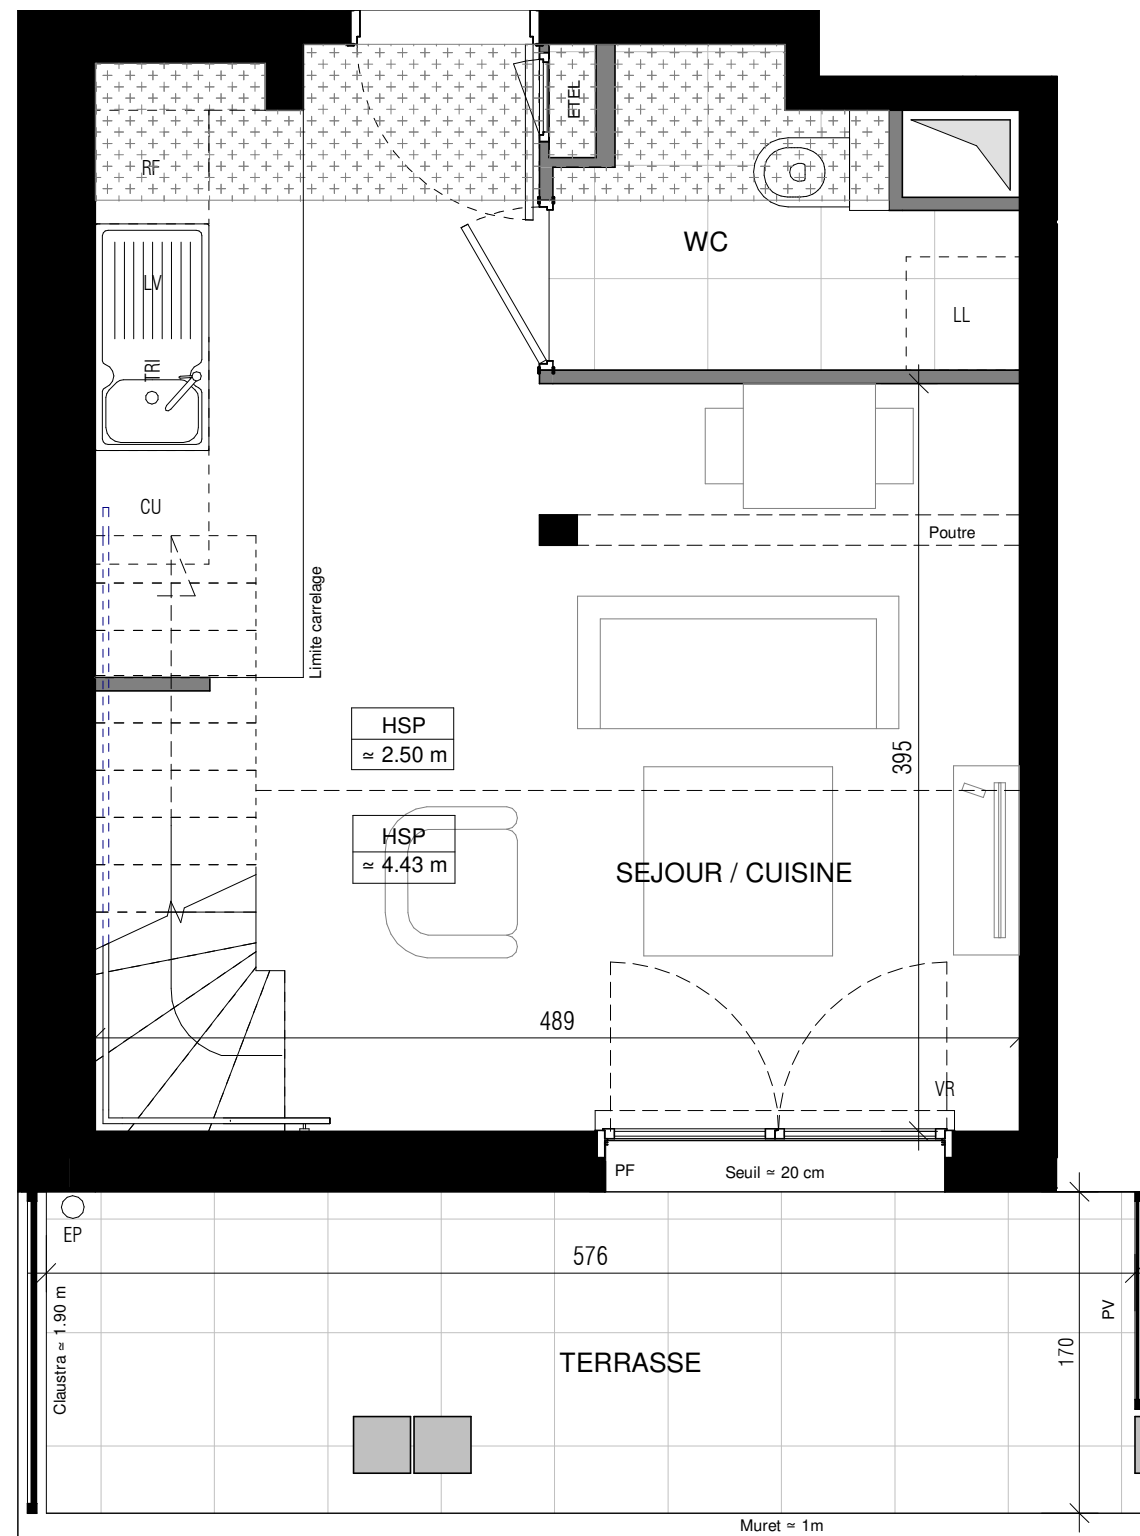 ETEL
RF
WC
LV
LL
TRI
CU
Poutre
Limite carrelage
HSP
≃ 2.50 m
395
HSP
≃ 4.43 m
SEJOUR / CUISINE
489
VR
PF
Seuil ≃ 20 cm
EP
576
Claustra ≃ 1.90 m
PV
170
TERRASSE
Muret ≃ 1m